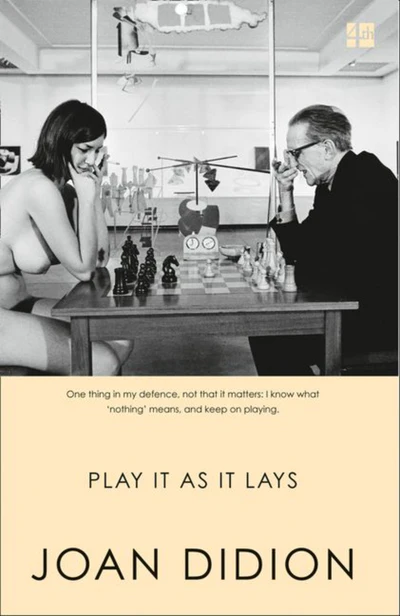 4th
One thing in my defence, not that it matters: I know what
‘nothing’ means, and keep on playing.
PLAY IT AS IT LAYS
JOAN DIDION